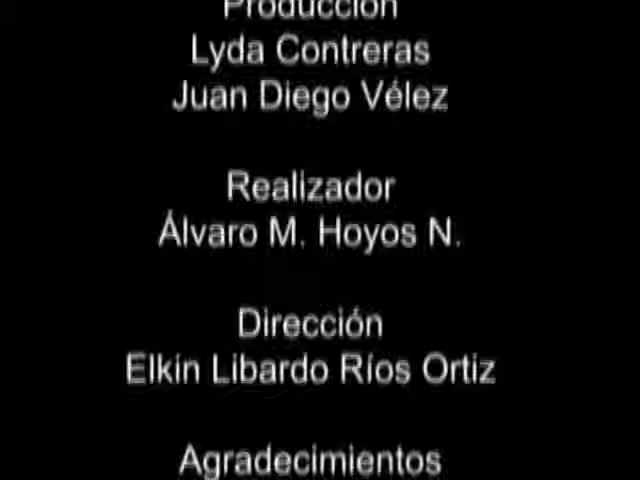 Producción
Lyda Contreras
Juan Diego Vélez
Realizador
Álvaro M. Hoyos N.
Dirección
Elkin Libardo Ríos Ortiz
Agradecimientos